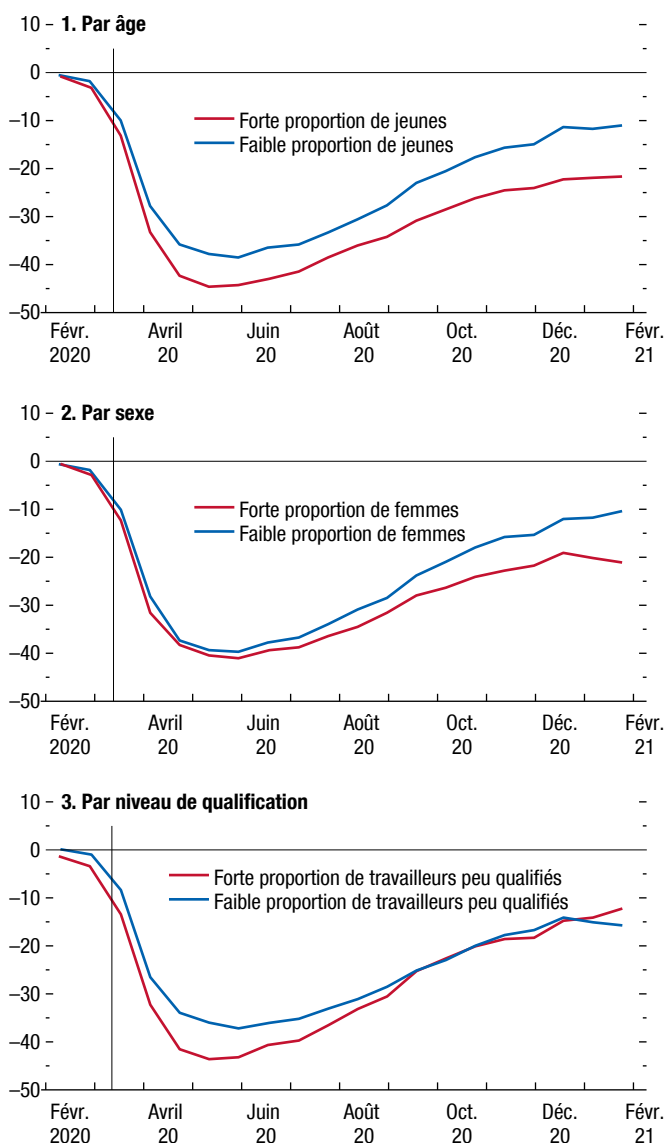 1. Par âge
10
0
–10
–20
–30
–40
–50
Forte proportion de jeunes
Faible proportion de jeunes
Févr. Avril Juin Août Oct. Déc. Févr.
2020 20 20 20 20 20 21
2. Par sexe
10
0
–10
–20
–30
–40
–50
Forte proportion de femmes
Faible proportion de femmes
Févr. Avril Juin Août Oct. Déc. Févr.
2020 20 20 20 20 20 21
3. Par niveau de qualification
10
0
–10
–20
–30
–40
–50
Forte proportion de travailleurs peu qualifiés
Faible proportion de travailleurs peu qualifiés
Févr. Avril Juin Août Oct. Déc. Févr.
2020 20 20 20 20 20 21